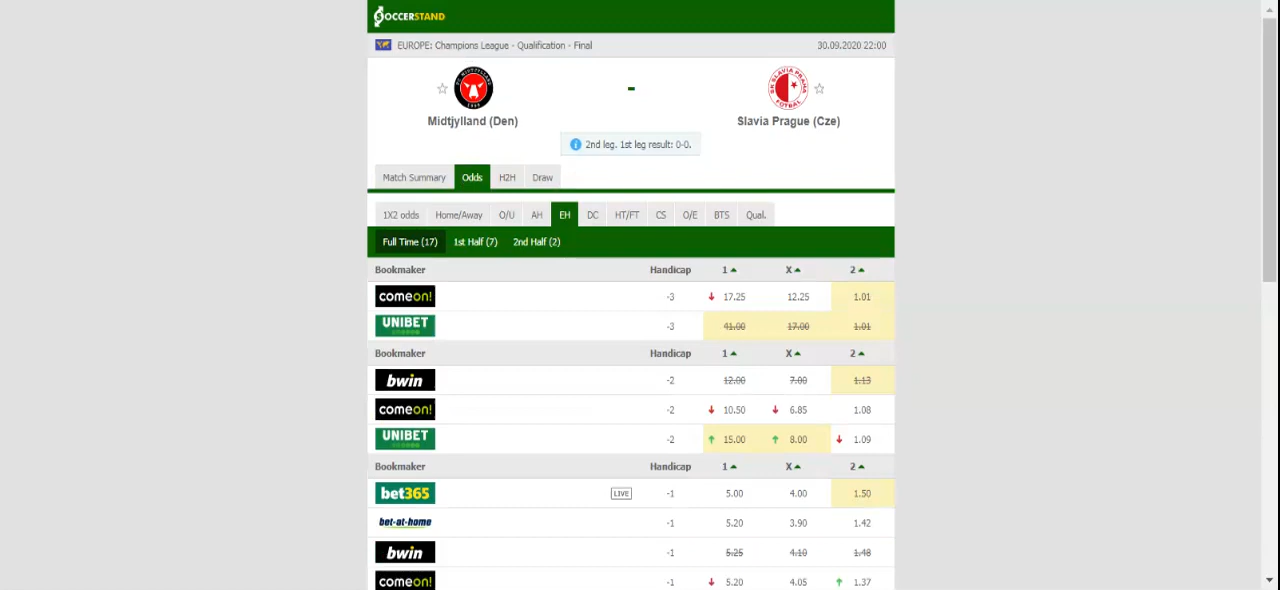 SOCCERSTAND
EUROPE: Champions League - Qualification - Final 30.09.2020 22:00
Midtjylland (Den) - Slavia Prague (Cze)
2nd leg. 1st leg result: 0-0.
Match Summary Odds H2H Draw
1X2 odds Home/Away O/U AH EH DC HT/FT CS O/E BTS Qual.
Full Time (17) 1st Half (7) 2nd Half (2)
Bookmaker Handicap 1 X 2
comeon! -3 17.25 12.25 1.01
UNIBET -3 41.00 17.00 1.01
Bookmaker Handicap 1 X 2
bwin -2 12.00 7.00 1.13
comeon! -2 10.50 6.85 1.08
UNIBET -2 15.00 8.00 1.09
Bookmaker Handicap 1 X 2
bet365 LIVE -1 5.00 4.00 1.50
bet-at-home -1 5.20 3.90 1.42
bwin -1 5.25 4.10 1.48
comeon! -1 5.20 4.05 1.37